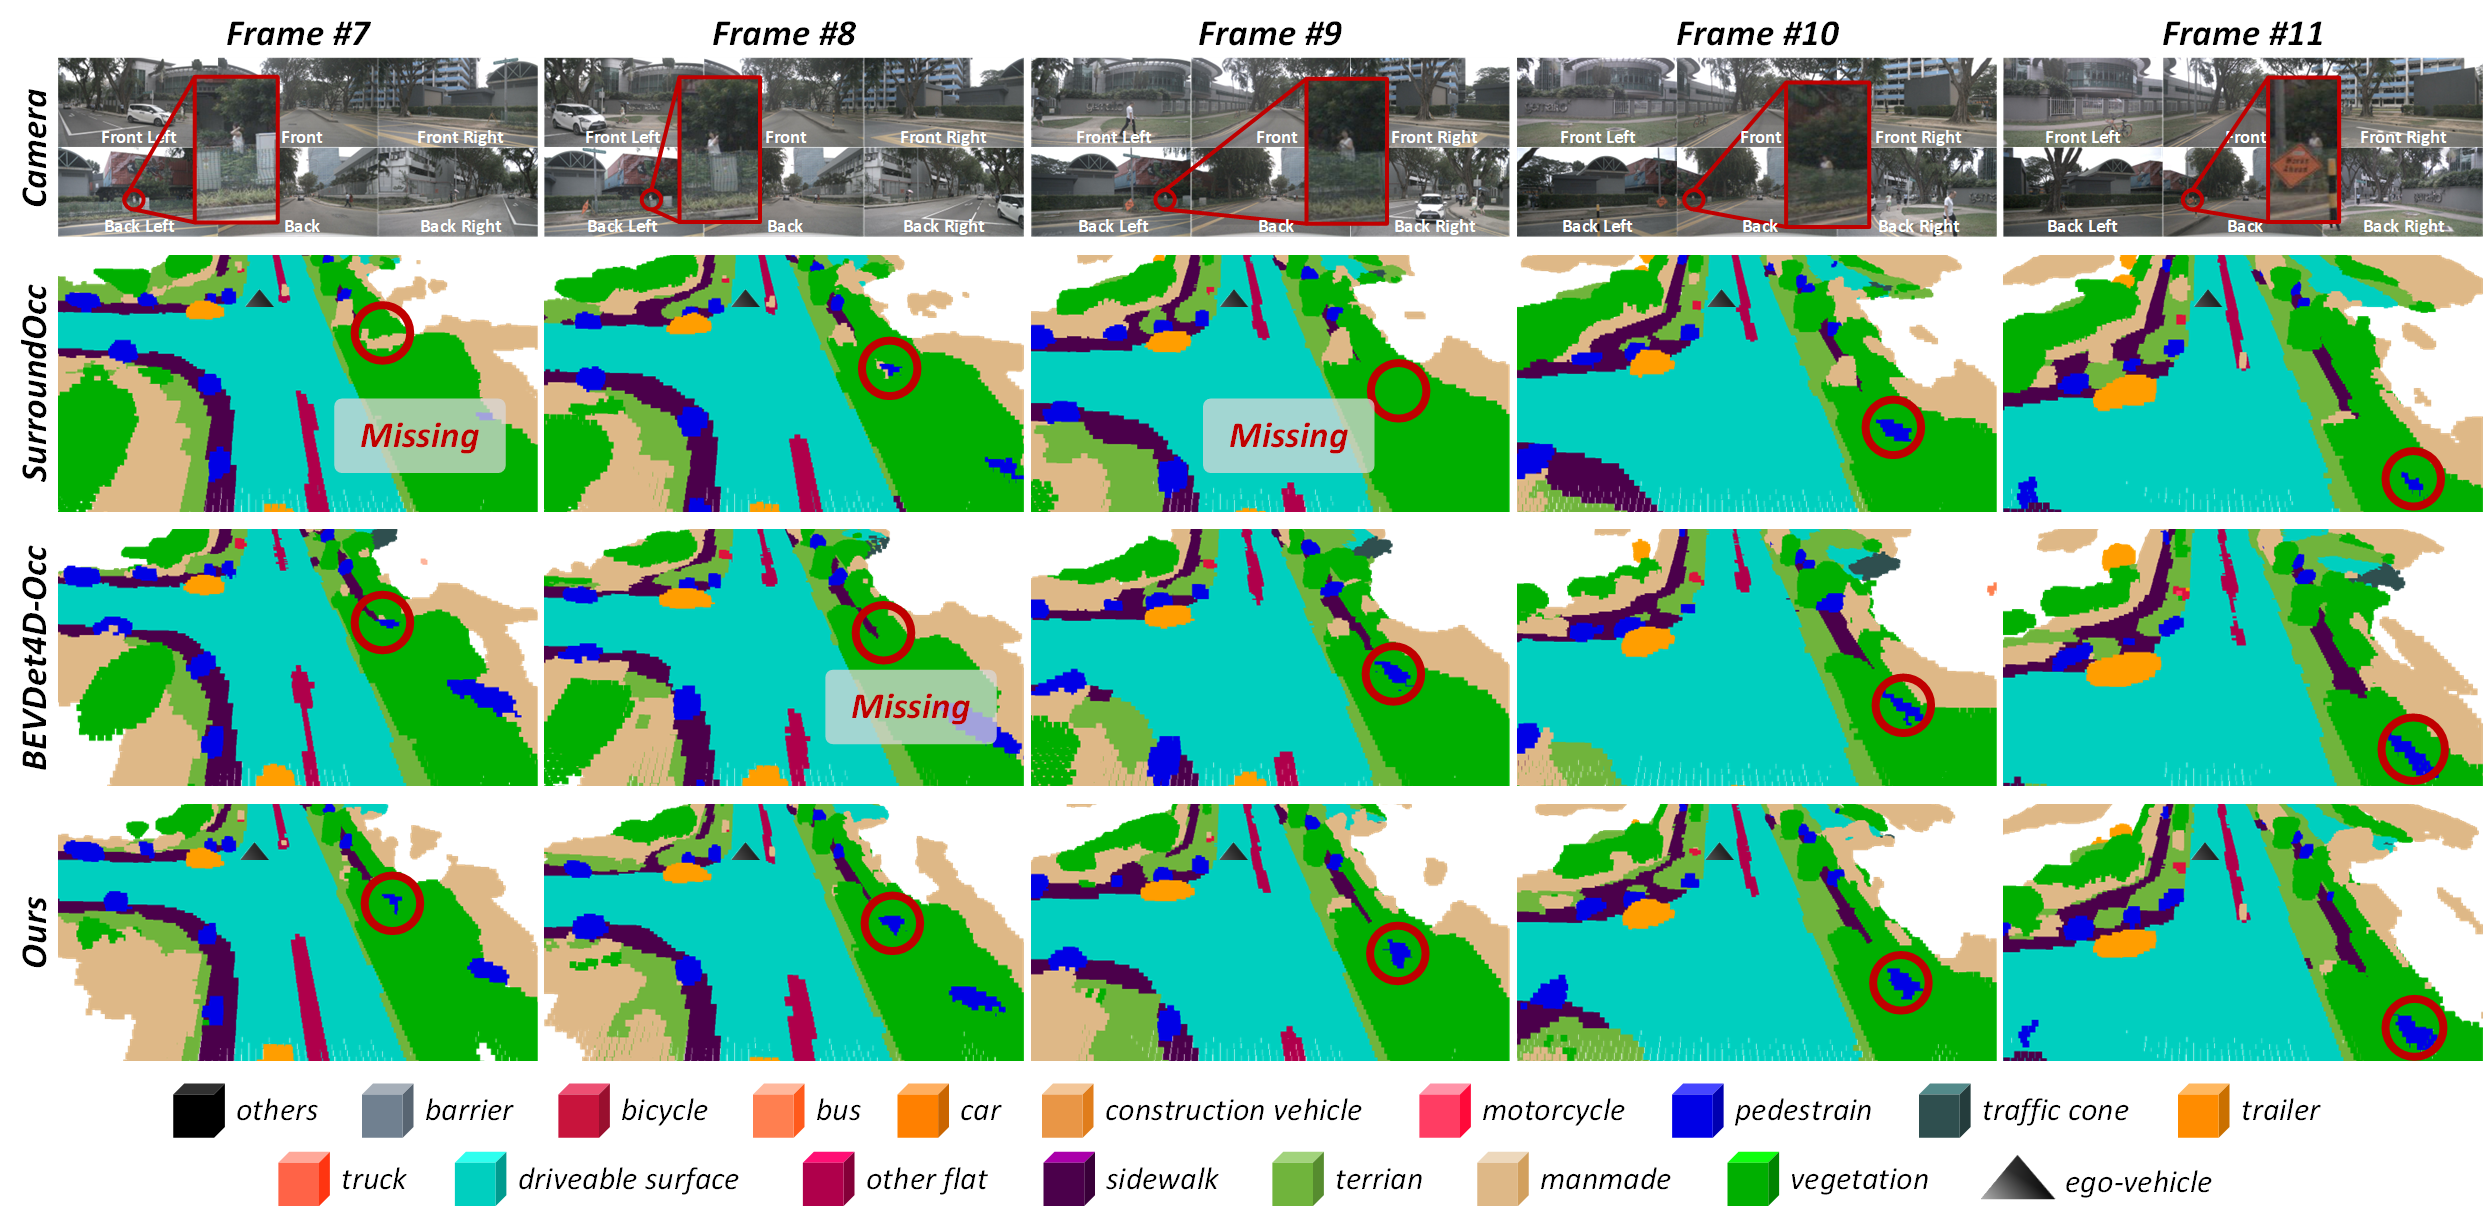 Frame #7 Frame #8 Frame #9 Frame #10 Frame #11
Camera
Front Left Front Front Right Front Left Front Front Right Front Left Front Front Right Front Left Front Front Right Front Left Front Front Right
Back Left Back Back Right Back Left Back Back Right Back Left Back Back Right Back Left Back Back Right Back Left Back Back Right
SurroundOcc
Missing Missing
BEVDet4D-Occ
Missing
Ours
others barrier bicycle bus car construction vehicle motorcycle pedestrain traffic cone trailer
truck driveable surface other flat sidewalk terrian manmade vegetation ego-vehicle